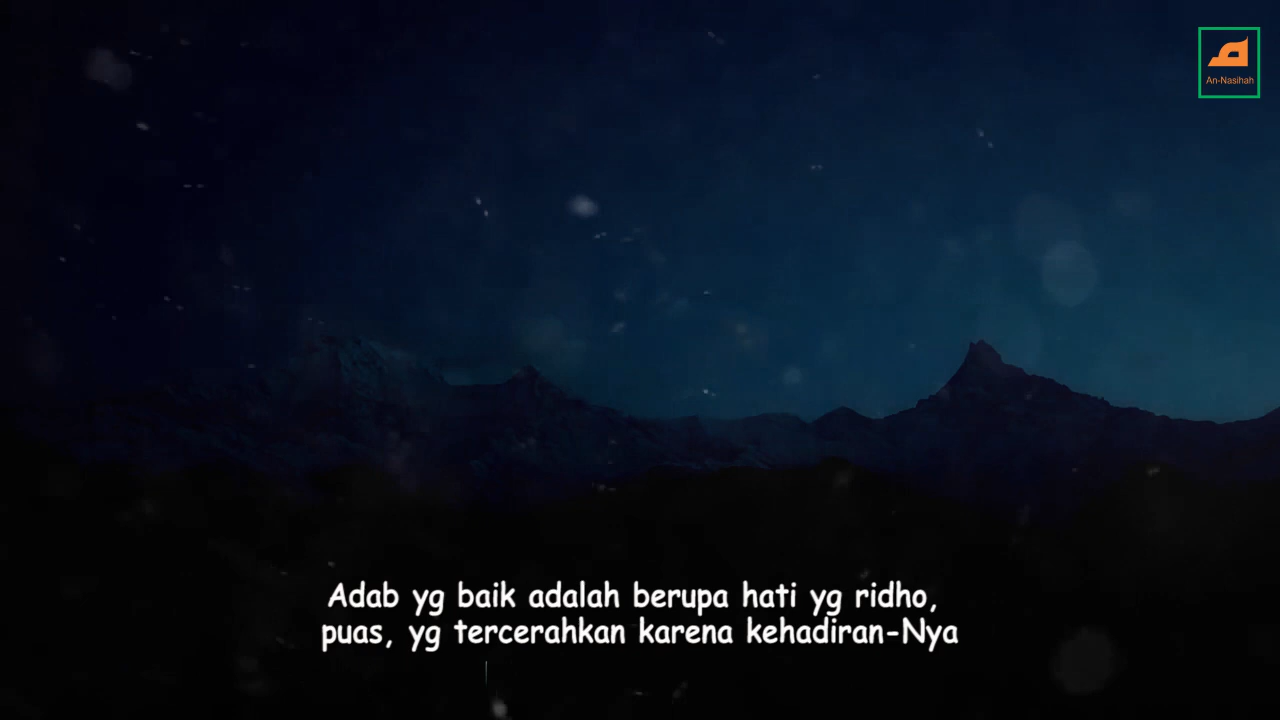 An-Nasihah
Adab yg baik adalah berupa hati yg ridho,
puas, yg tercerahkan karena kehadiran-Nya